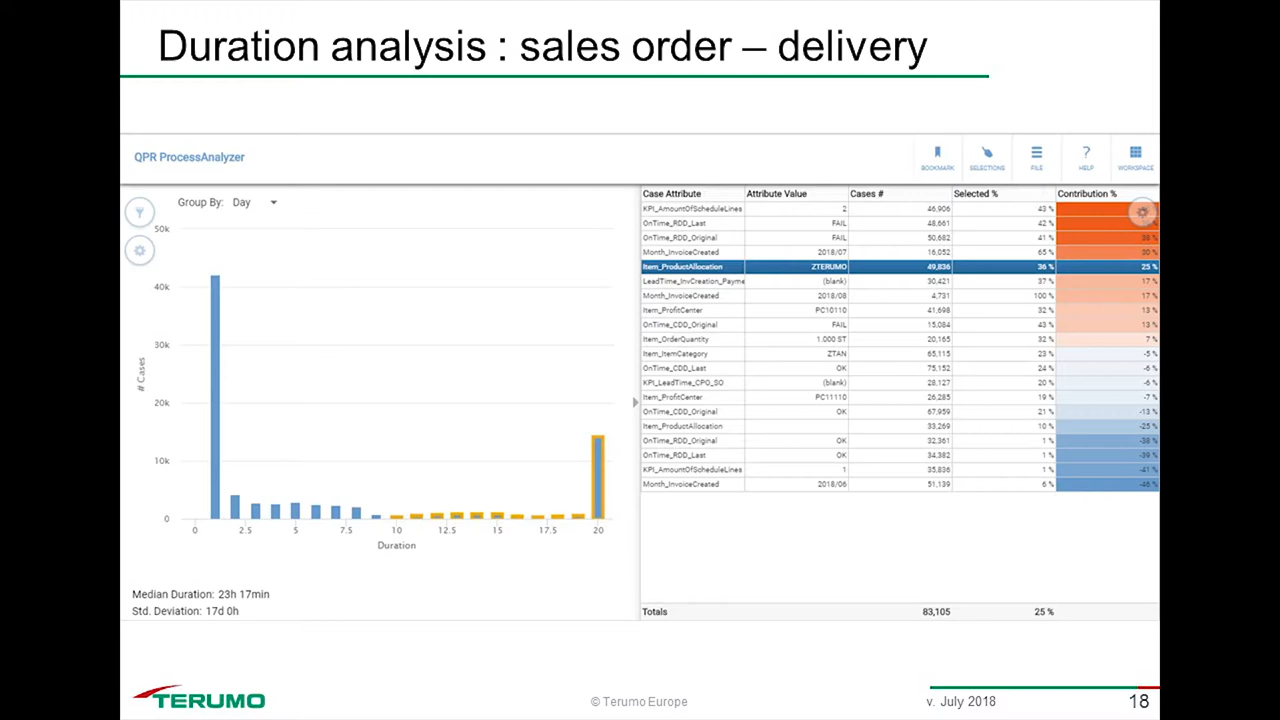 Duration analysis : sales order – delivery
QPR ProcessAnalyzer
BOOKMARK SELECTIONS FILE HELP WORKSPACE
Group By: Day
50k
40k
30k
20k
10k
0
# Cases
0 2.5 5 7.5 10 12.5 15 17.5 20
Duration
Median Duration: 23h 17min
Std. Deviation: 17d 0h
Case Attribute Attribute Value Cases # Selected % Contribution %
KPI_AmountOfScheduleLines 2 46,906 43 %
OnTime_RDD_Last FAIL 48,661 42 %
OnTime_RDD_Original FAIL 50,682 41 % 38 %
Month_InvoiceCreated 2018/07 16,052 65 % 30 %
Item_ProductAllocation ZTERUMO 49,836 36 % 25 %
LeadTime_InvCreation_Payme (blank) 30,421 37 % 17 %
Month_InvoiceCreated 2018/08 4,731 100 % 17 %
Item_ProfitCenter PC10110 41,698 32 % 13 %
OnTime_CDD_Original FAIL 15,084 43 % 13 %
Item_OrderQuantity 1.000 ST 20,165 32 % 7 %
Item_ItemCategory ZTAN 65,115 23 % -5 %
OnTime_CDD_Last OK 75,152 24 % -6 %
KPI_LeadTime_CPO_SO (blank) 28,127 20 % -6 %
Item_ProfitCenter PC11110 26,285 19 % -7 %
OnTime_CDD_Original OK 67,959 21 % -13 %
Item_ProductAllocation 33,269 10 % -25 %
OnTime_RDD_Original OK 32,361 1 % -38 %
OnTime_RDD_Last OK 34,382 1 % -39 %
KPI_AmountOfScheduleLines 1 35,836 1 % -41 %
Month_InvoiceCreated 2018/06 51,139 6 % -46 %
Totals 83,105 25 %
TERUMO
© Terumo Europe
v. July 2018
18